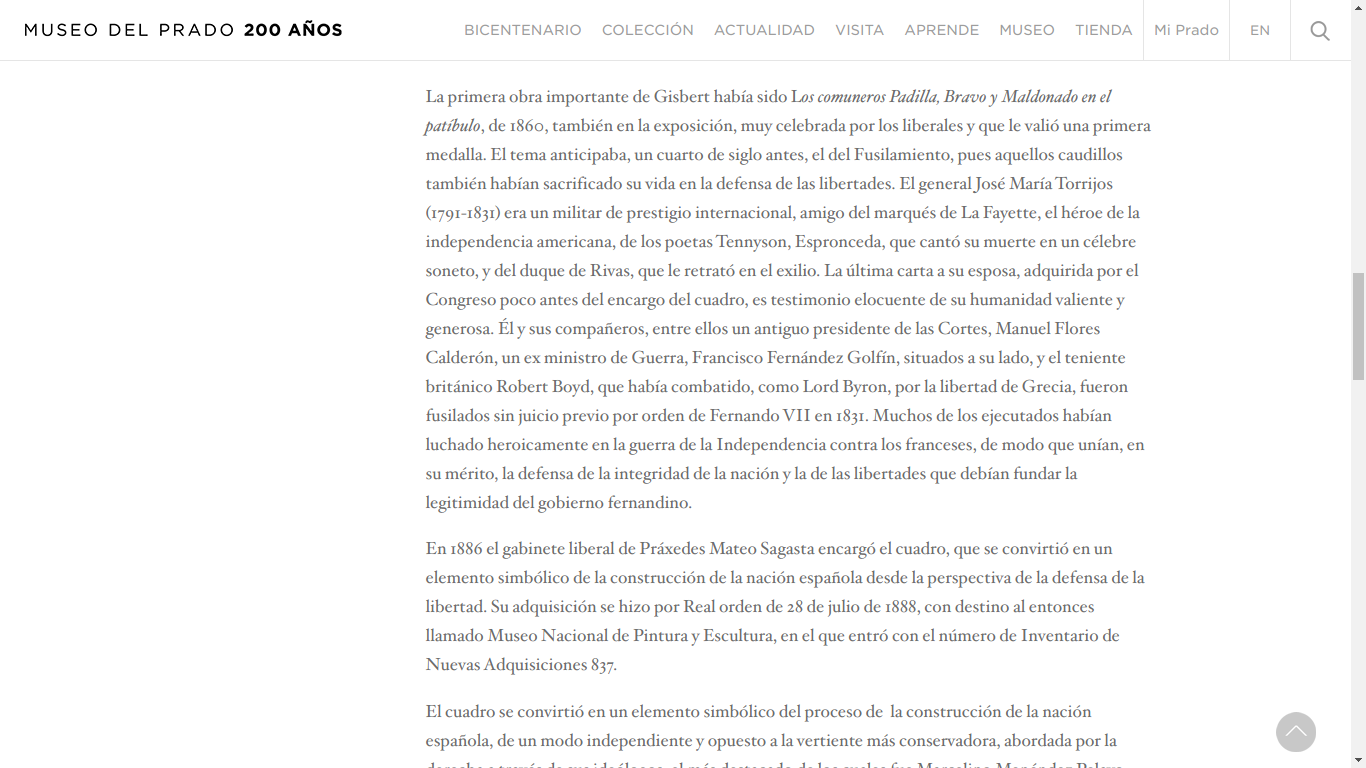 MUSEO DEL PRADO 200 AÑOS
BICENTENARIO COLECCIÓN ACTUALIDAD VISITA APRENDE MUSEO TIENDA Mi Prado EN
La primera obra importante de Gisbert había sido Los comuneros Padilla, Bravo y Maldonado en el
patíbulo, de 1860, también en la exposición, muy celebrada por los liberales y que le valió una primera
medalla. El tema anticipaba, un cuarto de siglo antes, el del Fusilamiento, pues aquellos caudillos
también habían sacrificado su vida en la defensa de las libertades. El general José María Torrijos
(1791-1831) era un militar de prestigio internacional, amigo del marqués de La Fayette, el héroe de la
independencia americana, de los poetas Tennyson, Espronceda, que cantó su muerte en un célebre
soneto, y del duque de Rivas, que le retrató en el exilio. La última carta a su esposa, adquirida por el
Congreso poco antes del encargo del cuadro, es testimonio elocuente de su humanidad valiente y
generosa. Él y sus compañeros, entre ellos un antiguo presidente de las Cortes, Manuel Flores
Calderón, un ex ministro de Guerra, Francisco Fernández Golfín, situados a su lado, y el teniente
británico Robert Boyd, que había combatido, como Lord Byron, por la libertad de Grecia, fueron
fusilados sin juicio previo por orden de Fernando VII en 1831. Muchos de los ejecutados habían
luchado heroicamente en la guerra de la Independencia contra los franceses, de modo que unían, en
su mérito, la defensa de la integridad de la nación y la de las libertades que debían fundar la
legitimidad del gobierno fernandino.
En 1886 el gabinete liberal de Práxedes Mateo Sagasta encargó el cuadro, que se convirtió en un
elemento simbólico de la construcción de la nación española desde la perspectiva de la defensa de la
libertad. Su adquisición se hizo por Real orden de 28 de julio de 1888, con destino al entonces
llamado Museo Nacional de Pintura y Escultura, en el que entró con el número de Inventario de
Nuevas Adquisiciones 837.
El cuadro se convirtió en un elemento simbólico del proceso de la construcción de la nación
española, de un modo independiente y opuesto a la vertiente más conservadora, abordada por la